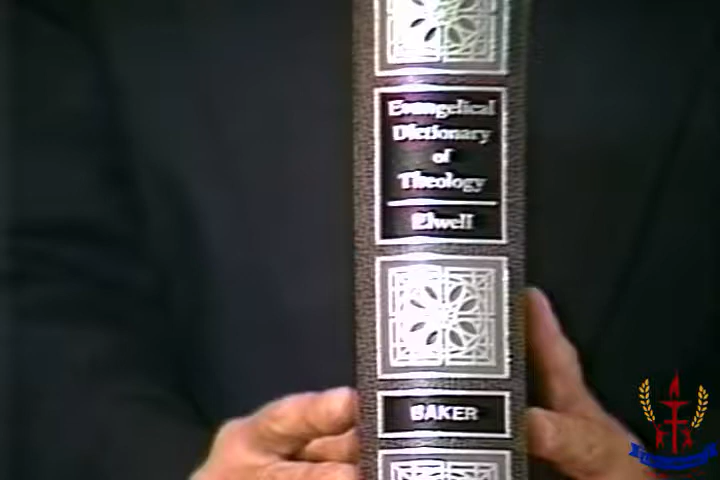 Evangelical
Dictionary
of
Theology
Elwell
BAKER